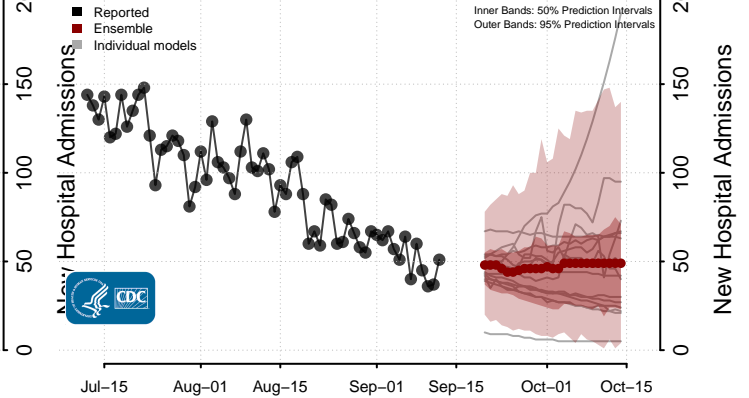 Reported
Ensemble
Individual models
Inner Bands: 50% Prediction Intervals
Outer Bands: 95% Prediction Intervals
New Hospital Admissions
0
50
100
150
0
50
100
150
New Hospital Admissions
CDC
Jul–15
Aug–01
Aug–15
Sep–01
Sep–15
Oct–01
Oct–15